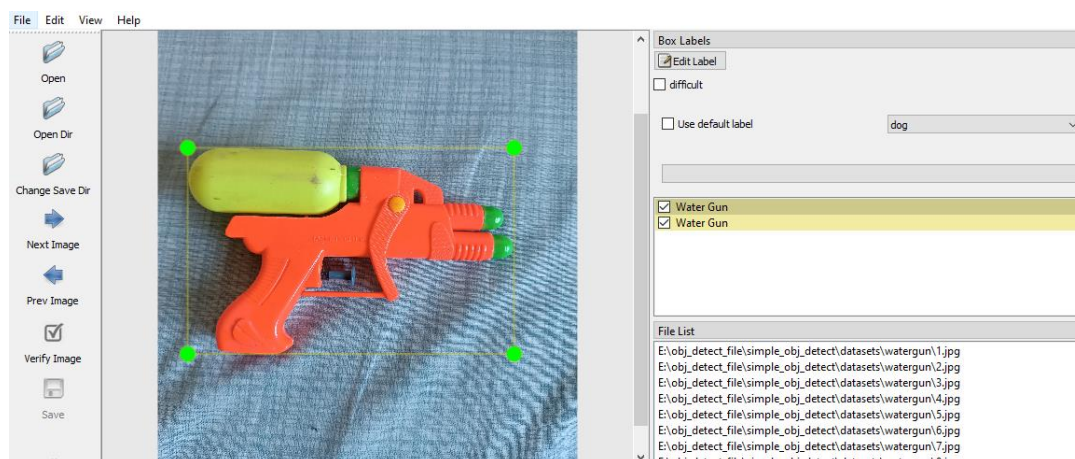 File Edit View Help
Open
Open Dir
Change Save Dir
Next Image
Prev Image
Verify Image
Save
Box Labels
Edit Label
difficult
Use default label dog
Water Gun
Water Gun
File List
E:\obj_detect_file\simple_obj_detect\datasets\watergun\1.jpg
E:\obj_detect_file\simple_obj_detect\datasets\watergun\2.jpg
E:\obj_detect_file\simple_obj_detect\datasets\watergun\3.jpg
E:\obj_detect_file\simple_obj_detect\datasets\watergun\4.jpg
E:\obj_detect_file\simple_obj_detect\datasets\watergun\5.jpg
E:\obj_detect_file\simple_obj_detect\datasets\watergun\6.jpg
E:\obj_detect_file\simple_obj_detect\datasets\watergun\7.jpg